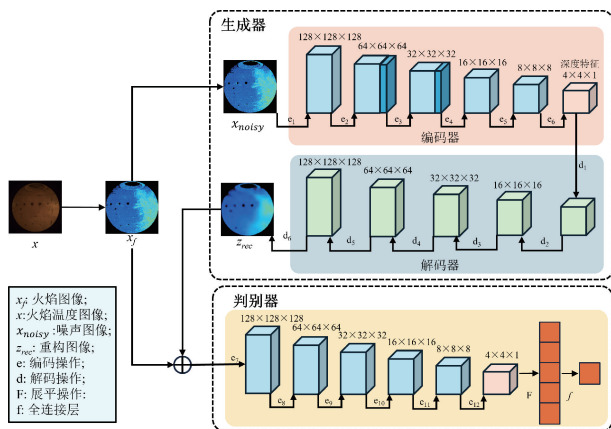 生成器
128×128×128
64×64×64
32×32×32
16×16×16
8×8×8
深度特征
4×4×1
x_noisy
e₁
e₂
e₃
e₄
e₅
e₆
编码器
d₁
128×128×128
64×64×64
32×32×32
16×16×16
x
x_f
z_rec
d₆
d₅
d₄
d₃
d₂
解码器
判别器
128×128×128
64×64×64
32×32×32
16×16×16
8×8×8
4×4×1
e₇
e₈
e₉
e₁₀
e₁₁
e₁₂
F
f
x_f: 火焰图像;
x:火焰温度图像;
x_noisy :噪声图像;
z_rec: 重构图像;
e: 编码操作;
d: 解码操作;
F: 展平操作:
f: 全连接层